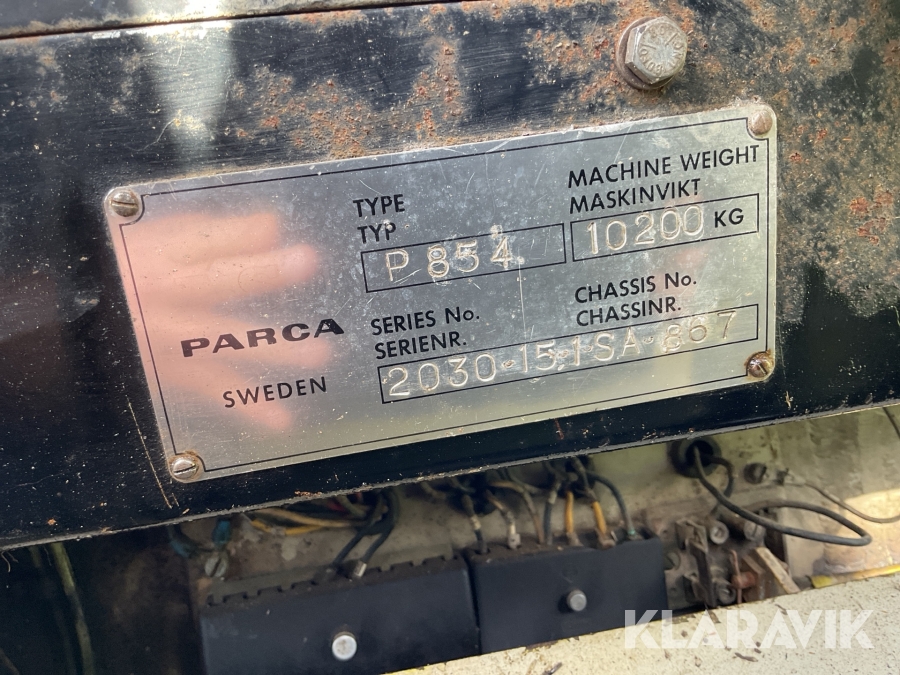 TYPE
TYP
P 854
MACHINE WEIGHT
MASKINVIKT
10200 KG
PARCA
SWEDEN
SERIES No.
SERIENR.
CHASSIS No.
CHASSINR.
2030-15.1SA-867
KLARAVIK